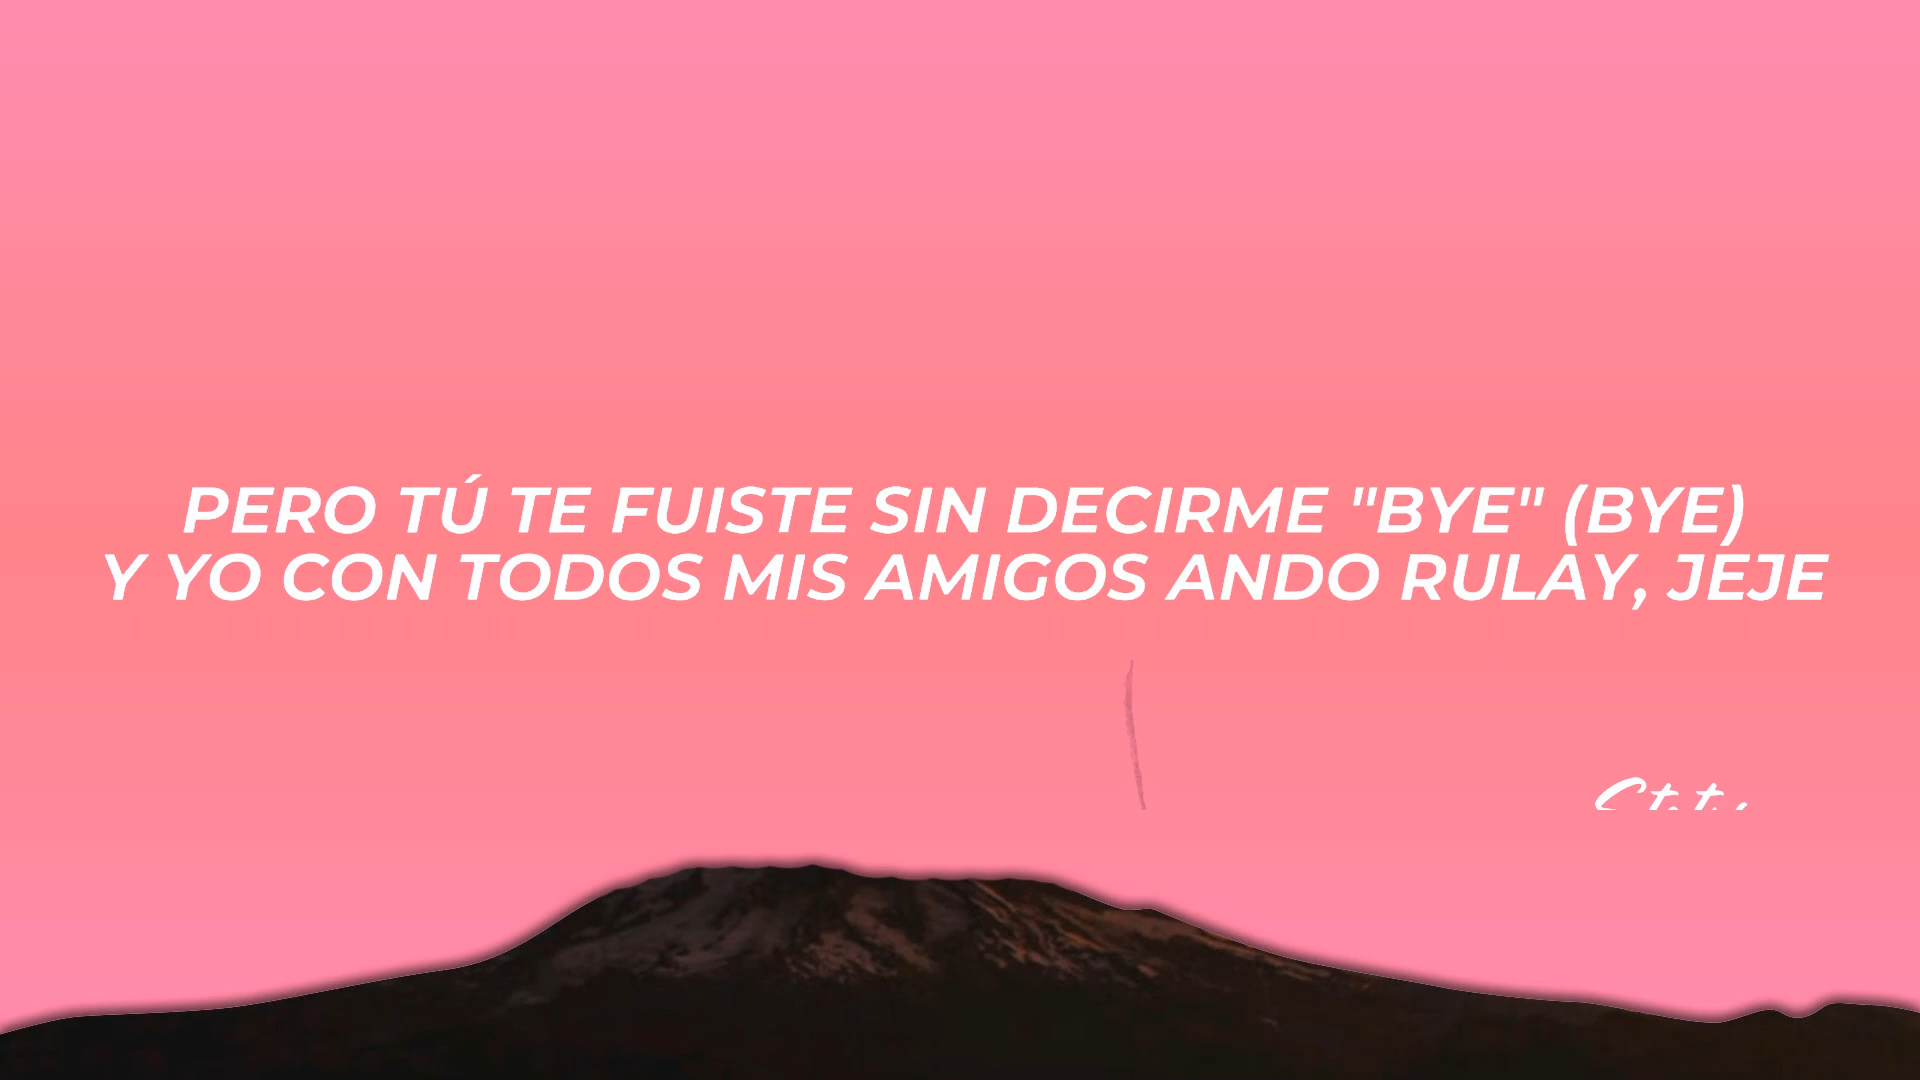 PERO TÚ TE FUISTE SIN DECIRME "BYE" (BYE)
Y YO CON TODOS MIS AMIGOS ANDO RULAY, JEJE